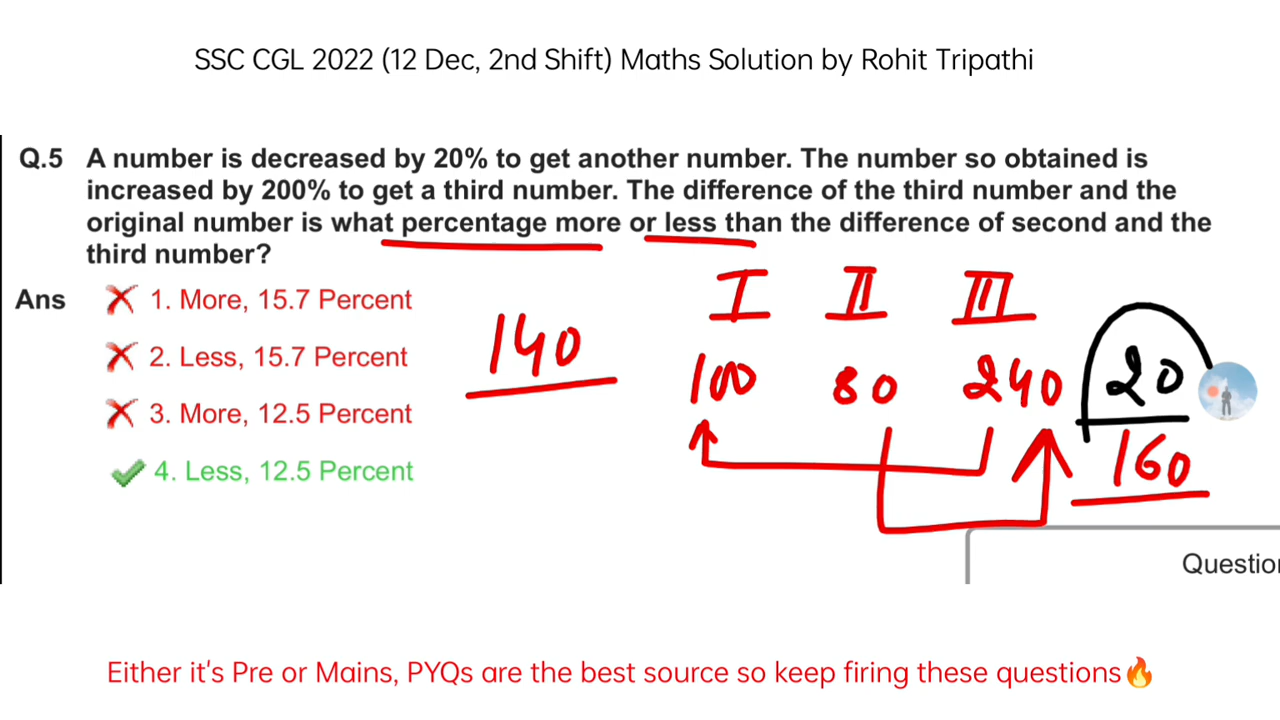 SSC CGL 2022 (12 Dec, 2nd Shift) Maths Solution by Rohit Tripathi
Q.5 A number is decreased by 20% to get another number. The number so obtained is
increased by 200% to get a third number. The difference of the third number and the
original number is what percentage more or less than the difference of second and the
third number?
Ans 1. More, 15.7 Percent
2. Less, 15.7 Percent
3. More, 12.5 Percent
4. Less, 12.5 Percent
140
I II III
100 80 240 20
160
Question
Either it's Pre or Mains, PYQs are the best source so keep firing these questions🔥